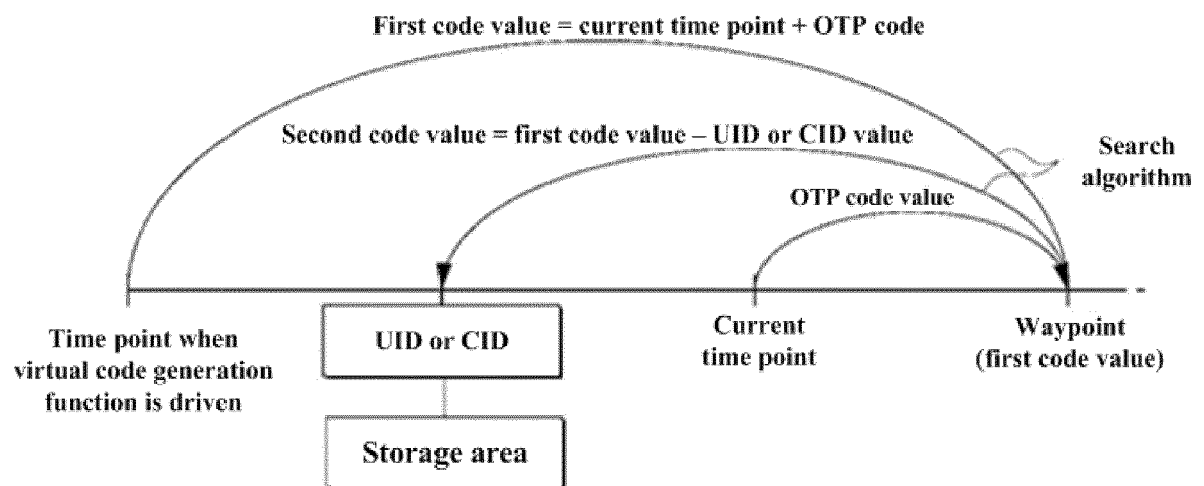 First code value = current time point + OTP code
Second code value = first code value – UID or CID value
Search
algorithm
OTP code value
Time point when
virtual code generation
function is driven
UID or CID
Current
time point
Waypoint
(first code value)
Storage area